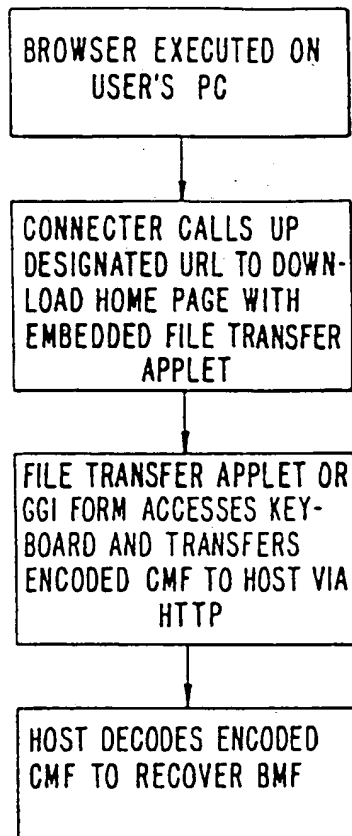 BROWSER EXECUTED ON
USER'S PC
CONNECTER CALLS UP
DESIGNATED URL TO DOWN-
LOAD HOME PAGE WITH
EMBEDDED FILE TRANSFER
APPLET
FILE TRANSFER APPLET OR
GGI FORM ACCESSES KEY-
BOARD AND TRANSFERS
ENCODED CMF TO HOST VIA
HTTP
HOST DECODES ENCODED
CMF TO RECOVER BMF